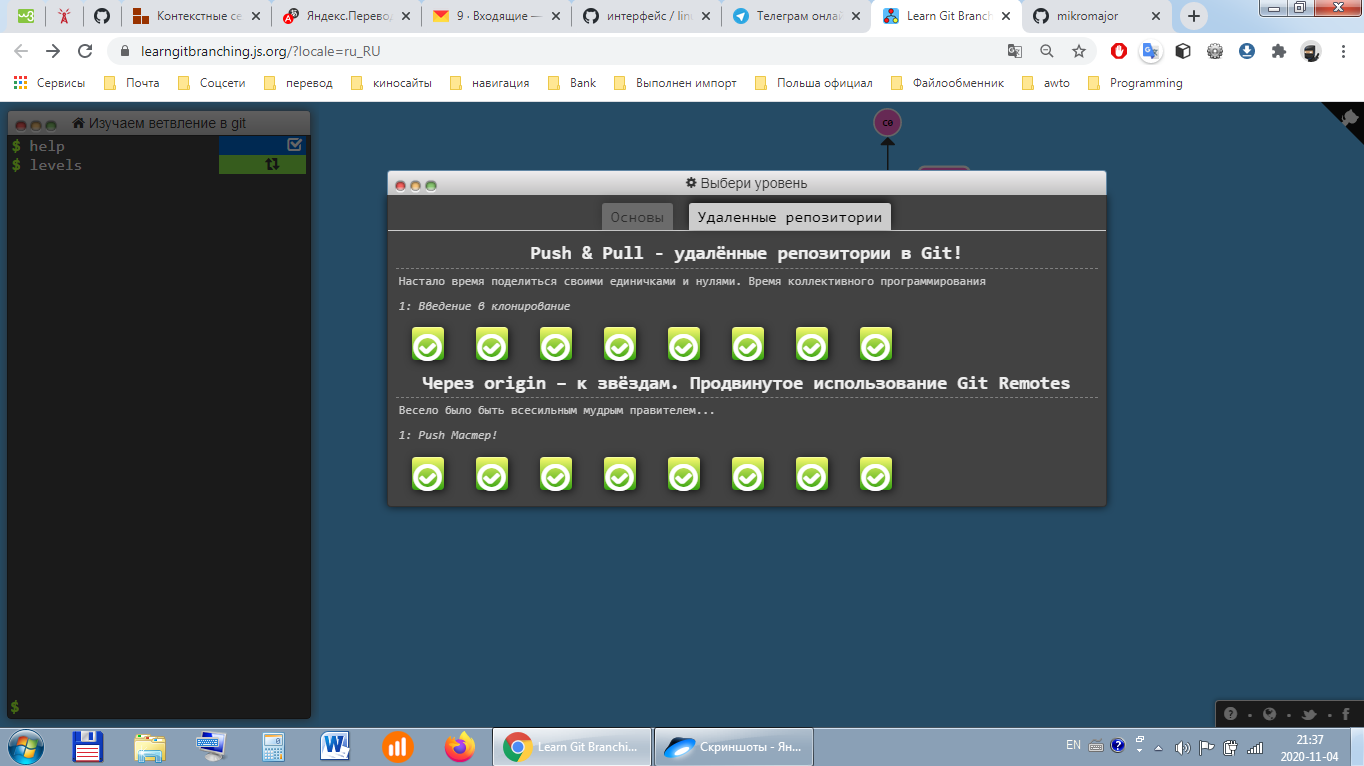 Контекстные се
Яндекс.Перевод
9 · Входящие —
интерфейс / linu
Телеграм онлай
Learn Git Branch
mikromajor
learngitbranching.js.org/?locale=ru_RU
Сервисы
Почта
Соцсети
перевод
киносайты
навигация
Bank
Выполнен импорт
Польша официал
Файлообменник
awto
Programming
Изучаем ветвление в git
$ help
$ levels
$
c0
Выбери уровень
Основы
Удаленные репозитории
Push & Pull - удалённые репозитории в Git!
Настало время поделиться своими единичками и нулями. Время коллективного программирования
1: Введение в клонирование
Через origin – к звёздам. Продвинутое использование Git Remotes
Весело было быть всесильным мудрым правителем...
1: Push Мастер!
Learn Git Branchi...
Скриншоты - Ян...
EN
21:37
2020-11-04